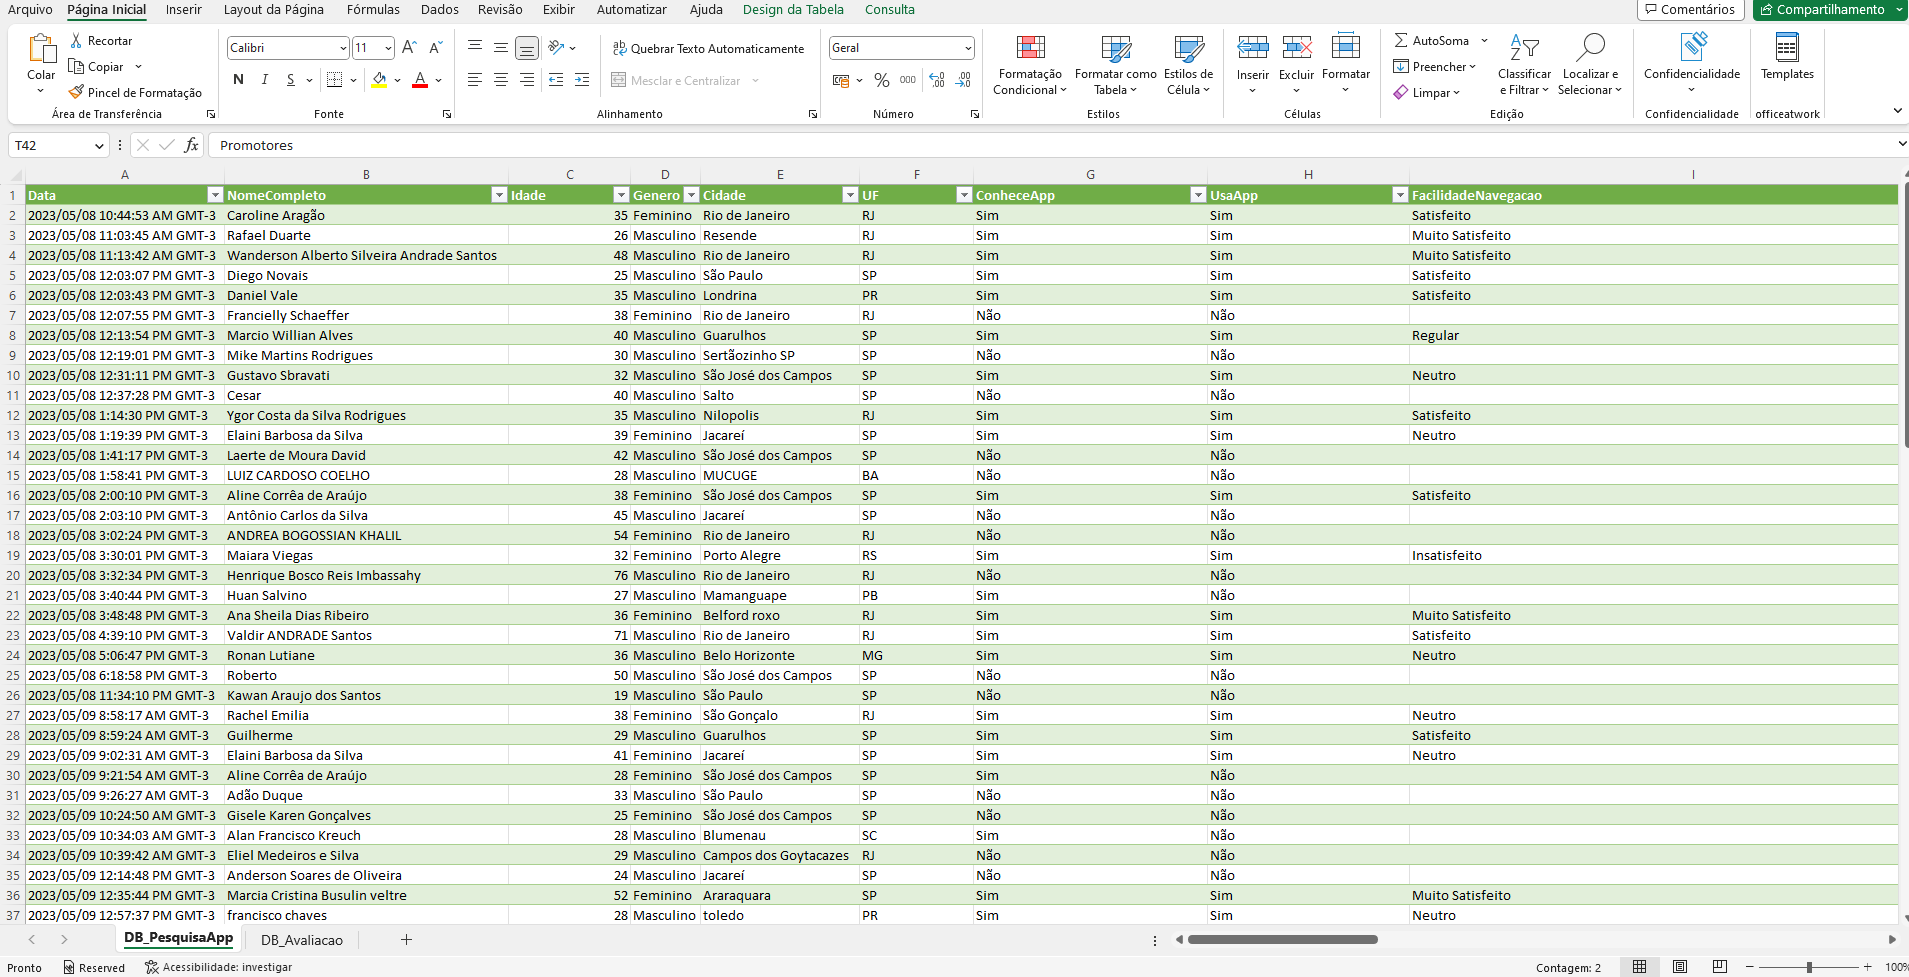 Arquivo Página Inicial Inserir Layout da Página Fórmulas Dados Revisão Exibir Automatizar Ajuda Design da Tabela Consulta Comentários Compartilhamento
Colar
Recortar
Copiar
Pincel de Formatação
Área de Transferência
Calibri 11
N I S
Fonte
Quebrar Texto Automaticamente
Mesclar e Centralizar
Alinhamento
Geral
% 000
Número
Formatação Condicional
Formatar como Tabela
Estilos de Célula
Estilos
Inserir Excluir Formatar
Células
AutoSoma
Preencher
Limpar
Classificar e Filtrar
Localizar e Selecionar
Edição
Confidencialidade
Confidencialidade
Templates
officeatwork
T42 fx Promotores
A B C D E F G H I
1 Data NomeCompleto Idade Genero Cidade UF ConheceApp UsaApp FacilidadeNavegacao
2 2023/05/08 10:44:53 AM GMT-3 Caroline Aragão 35 Feminino Rio de Janeiro RJ Sim Sim Satisfeito
3 2023/05/08 11:03:45 AM GMT-3 Rafael Duarte 26 Masculino Resende RJ Sim Sim Muito Satisfeito
4 2023/05/08 11:13:42 AM GMT-3 Wanderson Alberto Silveira Andrade Santos 48 Masculino Rio de Janeiro RJ Sim Sim Muito Satisfeito
5 2023/05/08 12:03:07 PM GMT-3 Diego Novais 25 Masculino São Paulo SP Sim Sim Satisfeito
6 2023/05/08 12:03:43 PM GMT-3 Daniel Vale 35 Masculino Londrina PR Sim Sim Satisfeito
7 2023/05/08 12:07:55 PM GMT-3 Francielly Schaeffer 38 Feminino Rio de Janeiro RJ Não Não
8 2023/05/08 12:13:54 PM GMT-3 Marcio Willian Alves 40 Masculino Guarulhos SP Sim Sim Regular
9 2023/05/08 12:19:01 PM GMT-3 Mike Martins Rodrigues 30 Masculino Sertãozinho SP SP Não Não
10 2023/05/08 12:31:11 PM GMT-3 Gustavo Sbravati 32 Masculino São José dos Campos SP Sim Sim Neutro
11 2023/05/08 12:37:28 PM GMT-3 Cesar 40 Masculino Salto SP Não Não
12 2023/05/08 1:14:30 PM GMT-3 Ygor Costa da Silva Rodrigues 35 Masculino Nilopolis RJ Sim Sim Satisfeito
13 2023/05/08 1:19:39 PM GMT-3 Elaini Barbosa da Silva 39 Feminino Jacareí SP Sim Sim Neutro
14 2023/05/08 1:41:17 PM GMT-3 Laerte de Moura David 42 Masculino São José dos Campos SP Não Não
15 2023/05/08 1:58:41 PM GMT-3 LUIZ CARDOSO COELHO 28 Masculino MUCUGE BA Não Não
16 2023/05/08 2:00:10 PM GMT-3 Aline Corrêa de Araújo 38 Feminino São José dos Campos SP Sim Sim Satisfeito
17 2023/05/08 2:03:10 PM GMT-3 Antônio Carlos da Silva 45 Masculino Jacareí SP Não Não
18 2023/05/08 3:02:24 PM GMT-3 ANDREA BOGOSSIAN KHALIL 54 Feminino Rio de Janeiro RJ Não Não
19 2023/05/08 3:30:01 PM GMT-3 Maiara Viegas 32 Feminino Porto Alegre RS Sim Sim Insatisfeito
20 2023/05/08 3:32:34 PM GMT-3 Henrique Bosco Reis Imbassahy 76 Masculino Rio de Janeiro RJ Não Não
21 2023/05/08 3:40:44 PM GMT-3 Huan Salvino 27 Masculino Mamanguape PB Sim Não
22 2023/05/08 3:48:48 PM GMT-3 Ana Sheila Dias Ribeiro 36 Feminino Belford roxo RJ Sim Sim Muito Satisfeito
23 2023/05/08 4:39:10 PM GMT-3 Valdir ANDRADE Santos 71 Masculino Rio de Janeiro RJ Sim Sim Satisfeito
24 2023/05/08 5:06:47 PM GMT-3 Ronan Lutiane 36 Masculino Belo Horizonte MG Sim Sim Neutro
25 2023/05/08 6:18:58 PM GMT-3 Roberto 50 Masculino São José dos Campos SP Não Não
26 2023/05/08 11:34:10 PM GMT-3 Kawan Araujo dos Santos 19 Masculino São Paulo SP Não Não
27 2023/05/09 8:58:17 AM GMT-3 Rachel Emilia 38 Feminino São Gonçalo RJ Sim Sim Neutro
28 2023/05/09 8:59:24 AM GMT-3 Guilherme 29 Masculino Guarulhos SP Sim Sim Satisfeito
29 2023/05/09 9:02:31 AM GMT-3 Elaini Barbosa da Silva 41 Feminino Jacareí SP Sim Sim Neutro
30 2023/05/09 9:21:54 AM GMT-3 Aline Corrêa de Araújo 28 Feminino São José dos Campos SP Sim Não
31 2023/05/09 9:26:27 AM GMT-3 Adão Duque 33 Masculino São Paulo SP Não Não
32 2023/05/09 10:24:50 AM GMT-3 Gisele Karen Gonçalves 25 Feminino São José dos Campos SP Não Não
33 2023/05/09 10:34:03 AM GMT-3 Alan Francisco Kreuch 28 Masculino Blumenau SC Sim Não
34 2023/05/09 10:39:42 AM GMT-3 Eliel Medeiros e Silva 29 Masculino Campos dos Goytacazes RJ Não Não
35 2023/05/09 12:14:48 PM GMT-3 Anderson Soares de Oliveira 24 Masculino Jacareí SP Não Não
36 2023/05/09 12:35:44 PM GMT-3 Marcia Cristina Busulin veltre 52 Feminino Araraquara SP Sim Sim Muito Satisfeito
37 2023/05/09 12:57:37 PM GMT-3 francisco chaves 28 Masculino toledo PR Sim Sim Neutro
DB_PesquisaApp DB_Avaliacao
Pronto Reserved Acessibilidade: investigar Contagem: 2 100%